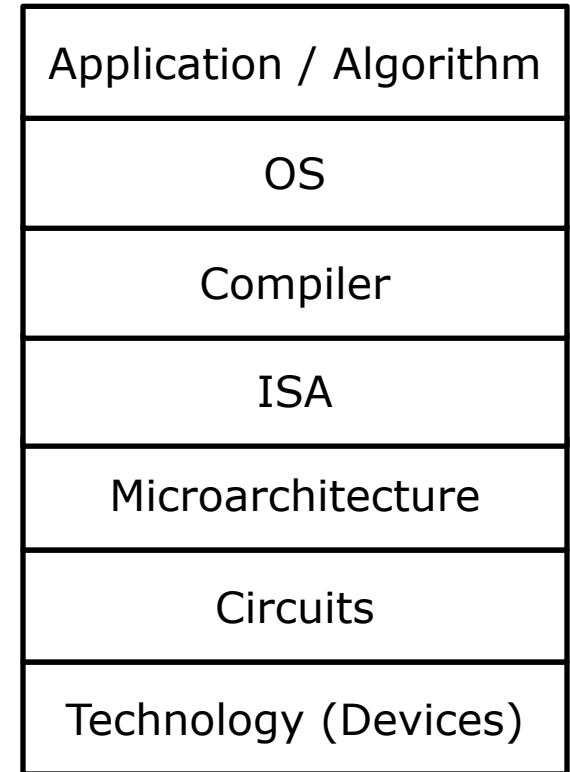 Application / Algorithm
OS
Compiler
ISA
Microarchitecture
Circuits
Technology (Devices)